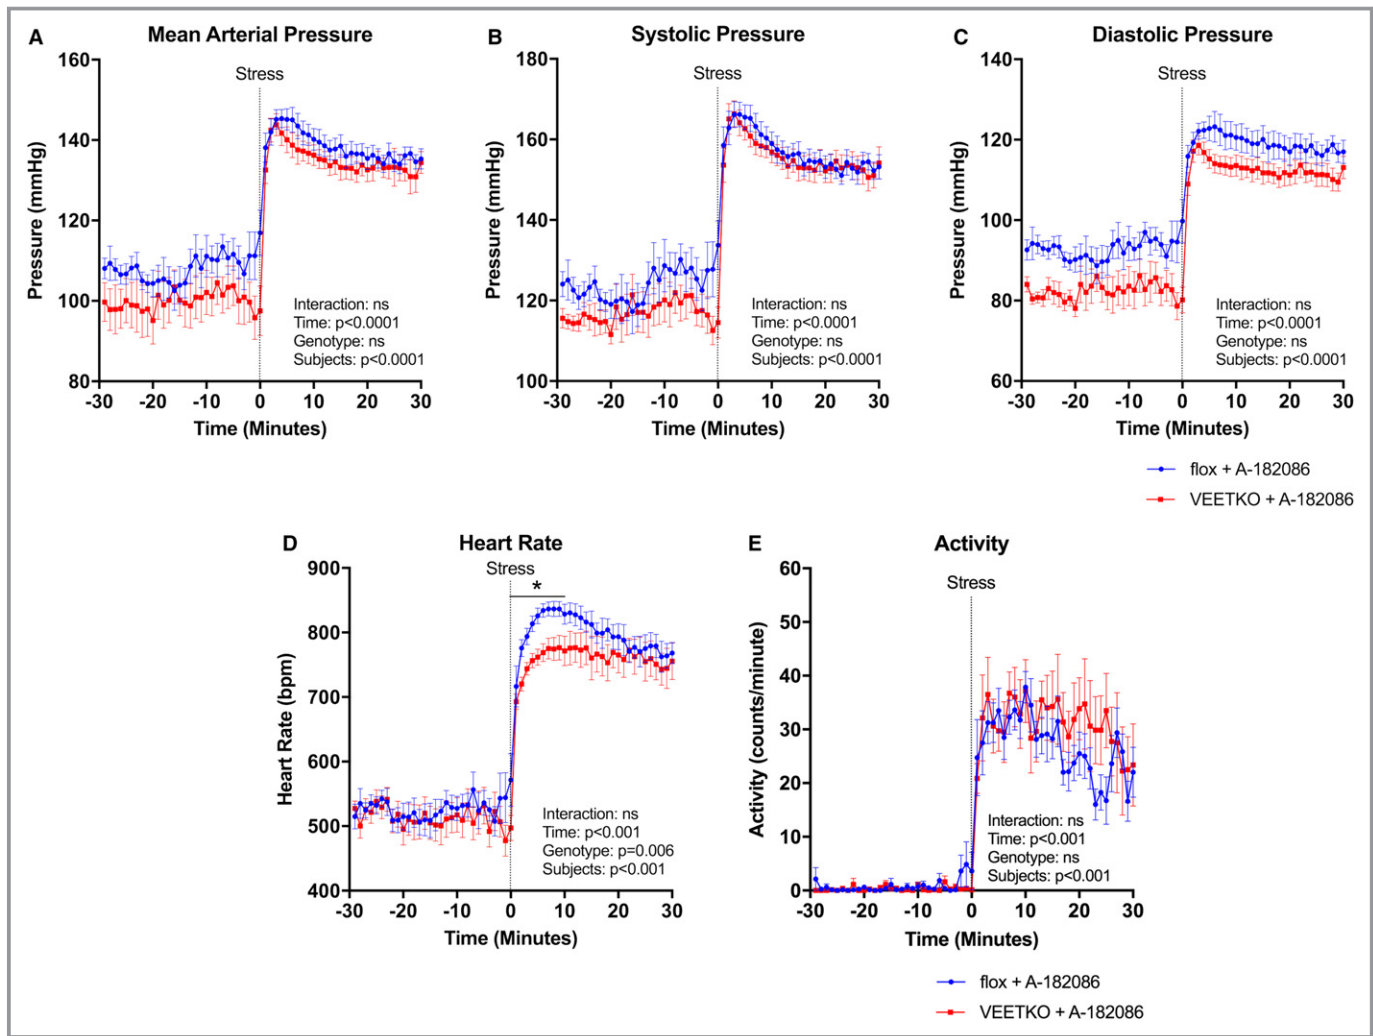 A
Mean Arterial Pressure
Pressure (mmHg)
160
140
120
100
80
Stress
Interaction: ns
Time: p<0.0001
Genotype: ns
Subjects: p<0.0001
-30 -20 -10 0 10 20 30
Time (Minutes)
B
Systolic Pressure
Pressure (mmHg)
180
160
140
120
100
Stress
Interaction: ns
Time: p<0.0001
Genotype: ns
Subjects: p<0.0001
-30 -20 -10 0 10 20 30
Time (Minutes)
C
Diastolic Pressure
Pressure (mmHg)
140
120
100
80
60
Stress
Interaction: ns
Time: p<0.0001
Genotype: ns
Subjects: p<0.0001
-30 -20 -10 0 10 20 30
Time (Minutes)
flox + A-182086
VEETKO + A-182086
D
Heart Rate
Heart Rate (bpm)
900
800
700
600
500
400
Stress
*
Interaction: ns
Time: p<0.001
Genotype: p=0.006
Subjects: p<0.001
-30 -20 -10 0 10 20 30
Time (Minutes)
E
Activity
Activity (counts/minute)
60
50
40
30
20
10
0
Stress
Interaction: ns
Time: p<0.001
Genotype: ns
Subjects: p<0.001
-30 -20 -10 0 10 20 30
Time (Minutes)
flox + A-182086
VEETKO + A-182086